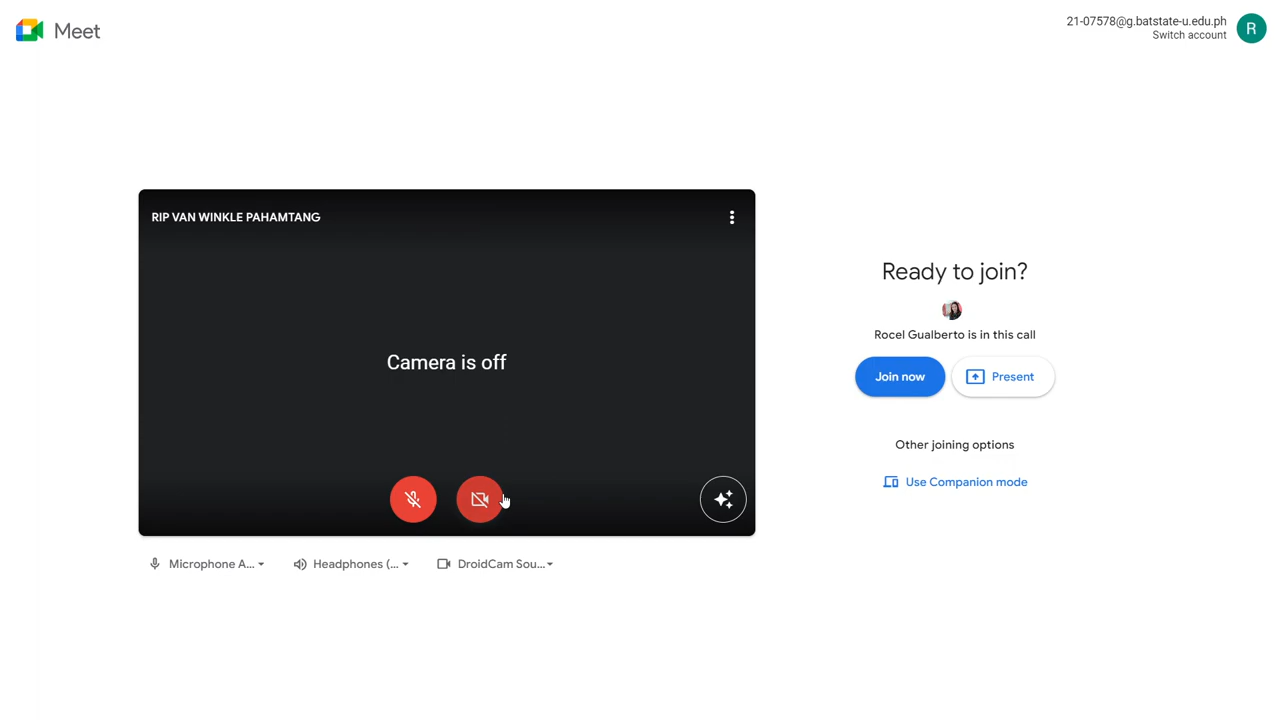 Meet
21-07578@g.batstate-u.edu.ph
Switch account
R
RIP VAN WINKLE PAHAMTANG
Camera is off
Ready to join?
Rocel Gualberto is in this call
Join now
Present
Other joining options
Use Companion mode
Microphone A...
Headphones (...
DroidCam Sou...